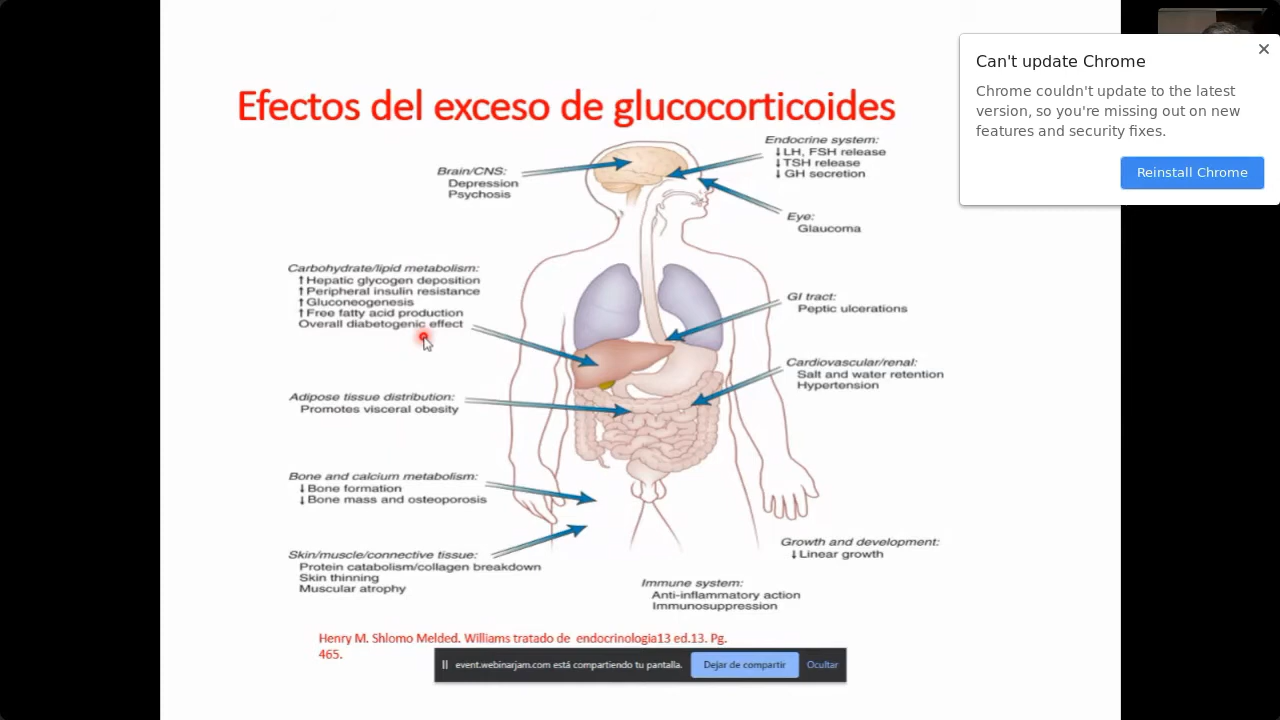 Efectos del exceso de glucocorticoides
Brain/CNS:
Depression
Psychosis
Endocrine system:
↓LH, FSH release
↓TSH release
↓GH secretion
Eye:
Glaucoma
Carbohydrate/lipid metabolism:
↑Hepatic glycogen deposition
↑Peripheral insulin resistance
↑Gluconeogenesis
↑Free fatty acid production
Overall diabetogenic effect
GI tract:
Peptic ulcerations
Cardiovascular/renal:
Salt and water retention
Hypertension
Adipose tissue distribution:
Promotes visceral obesity
Bone and calcium metabolism:
↓Bone formation
↓Bone mass and osteoporosis
Skin/muscle/connective tissue:
Protein catabolism/collagen breakdown
Skin thinning
Muscular atrophy
Growth and development:
↓Linear growth
Immune system:
Anti-inflammatory action
Immunosuppression
Henry M. Shlomo Melded. Williams tratado de endocrinologia13 ed.13. Pg.
465.
event.webinarjam.com está compartiendo tu pantalla. Dejar de compartir Ocultar
Can't update Chrome
Chrome couldn't update to the latest
version, so you're missing out on new
features and security fixes.
Reinstall Chrome